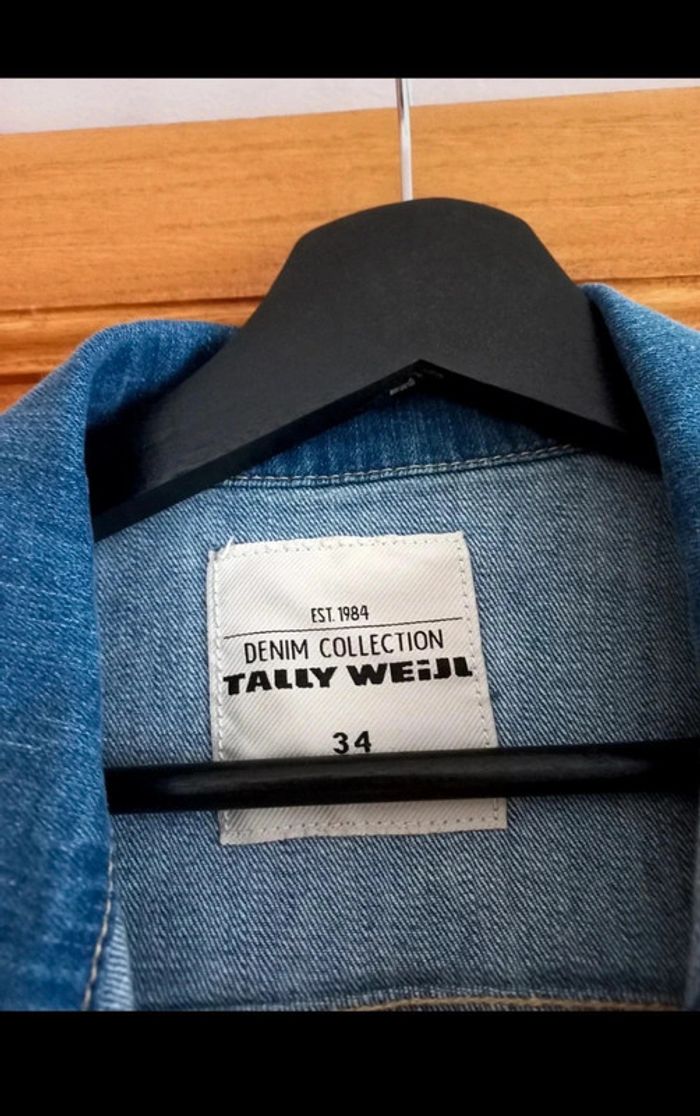 EST. 1984
DENIM COLLECTION
TALLY WEiJL
34